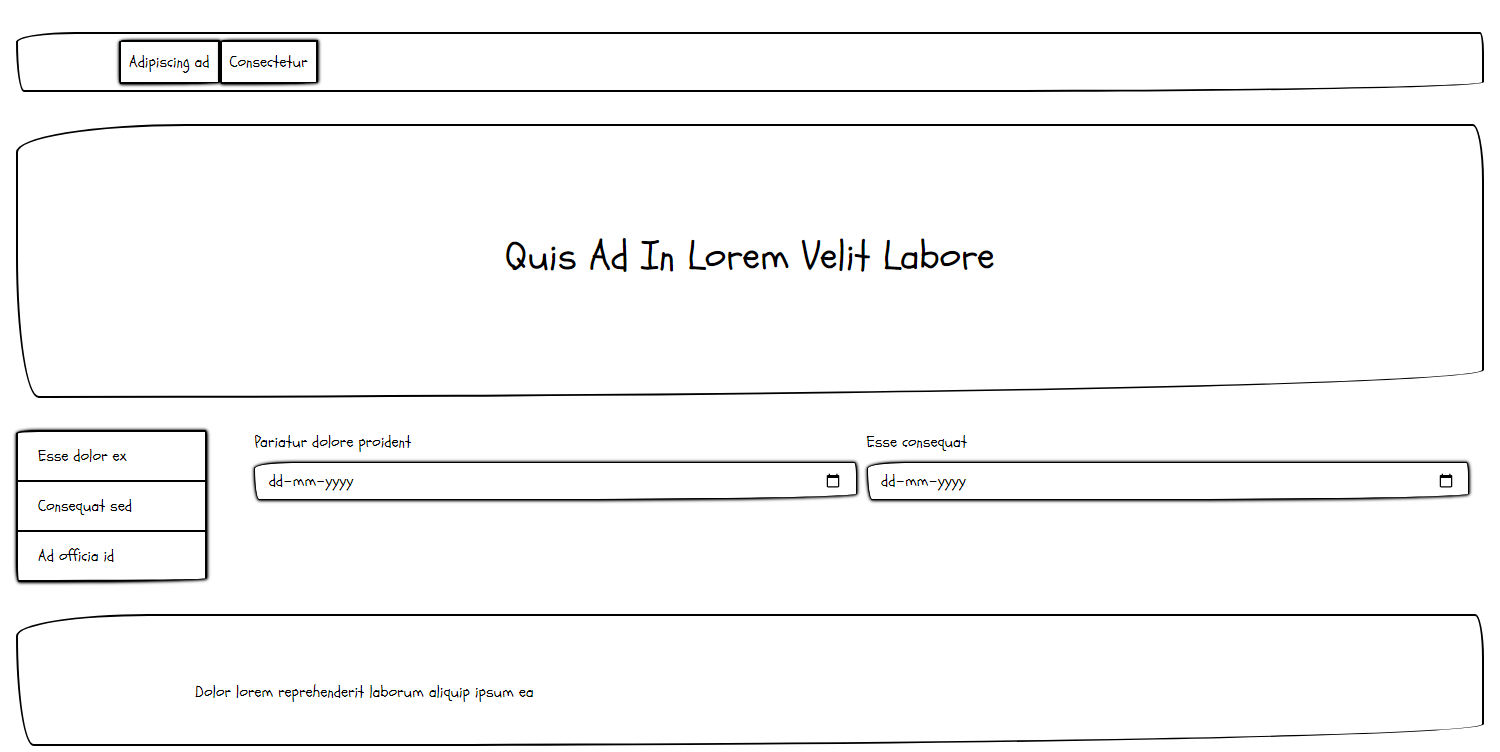 Adipiscing ad
Consectetur
Quis Ad In Lorem Velit Labore
Esse dolor ex
Consequat sed
Ad officia id
Pariatur dolore proident
dd-mm-yyyy
Esse consequat
dd-mm-yyyy
Dolor lorem reprehenderit laborum aliquip ipsum ea